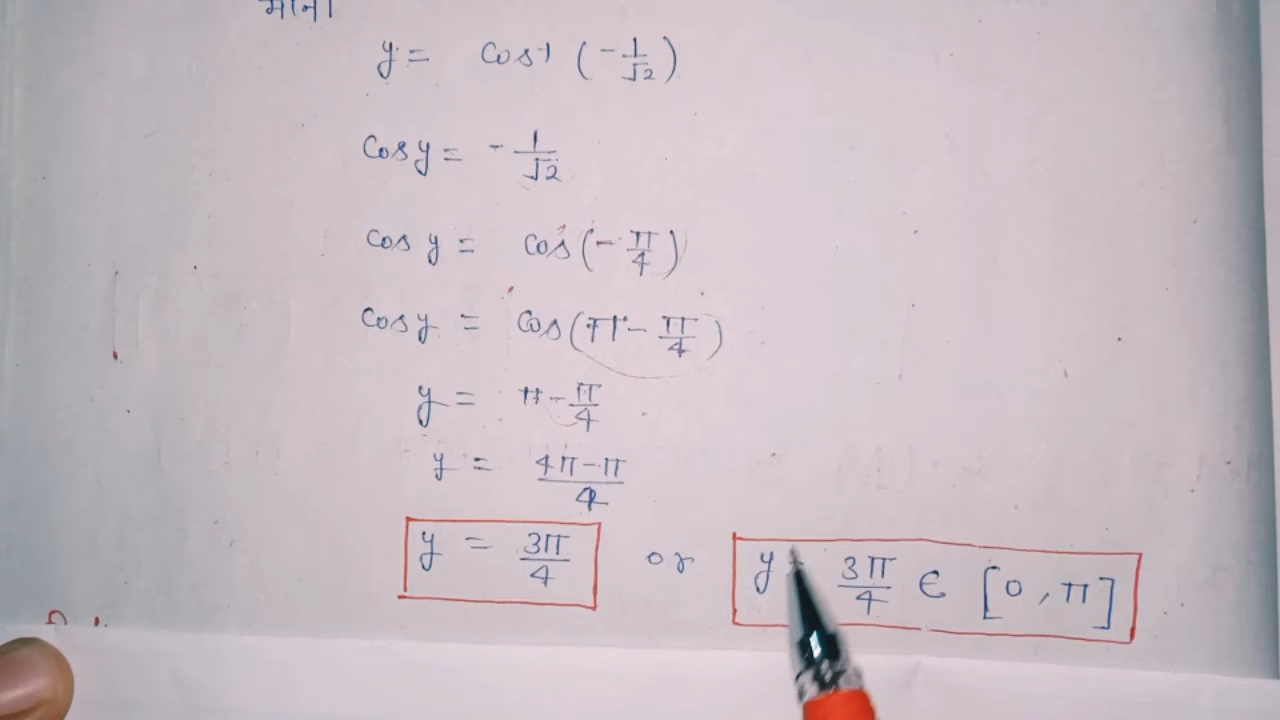 माना
y = cos⁻¹ (-1/√2)
cos y = -1/√2
cos y = cos(-π/4)
cos y = cos(π - π/4)
y = π - π/4
y = 4π - π/4
y = 3π/4 or y = 3π/4 ∈ [0, π]